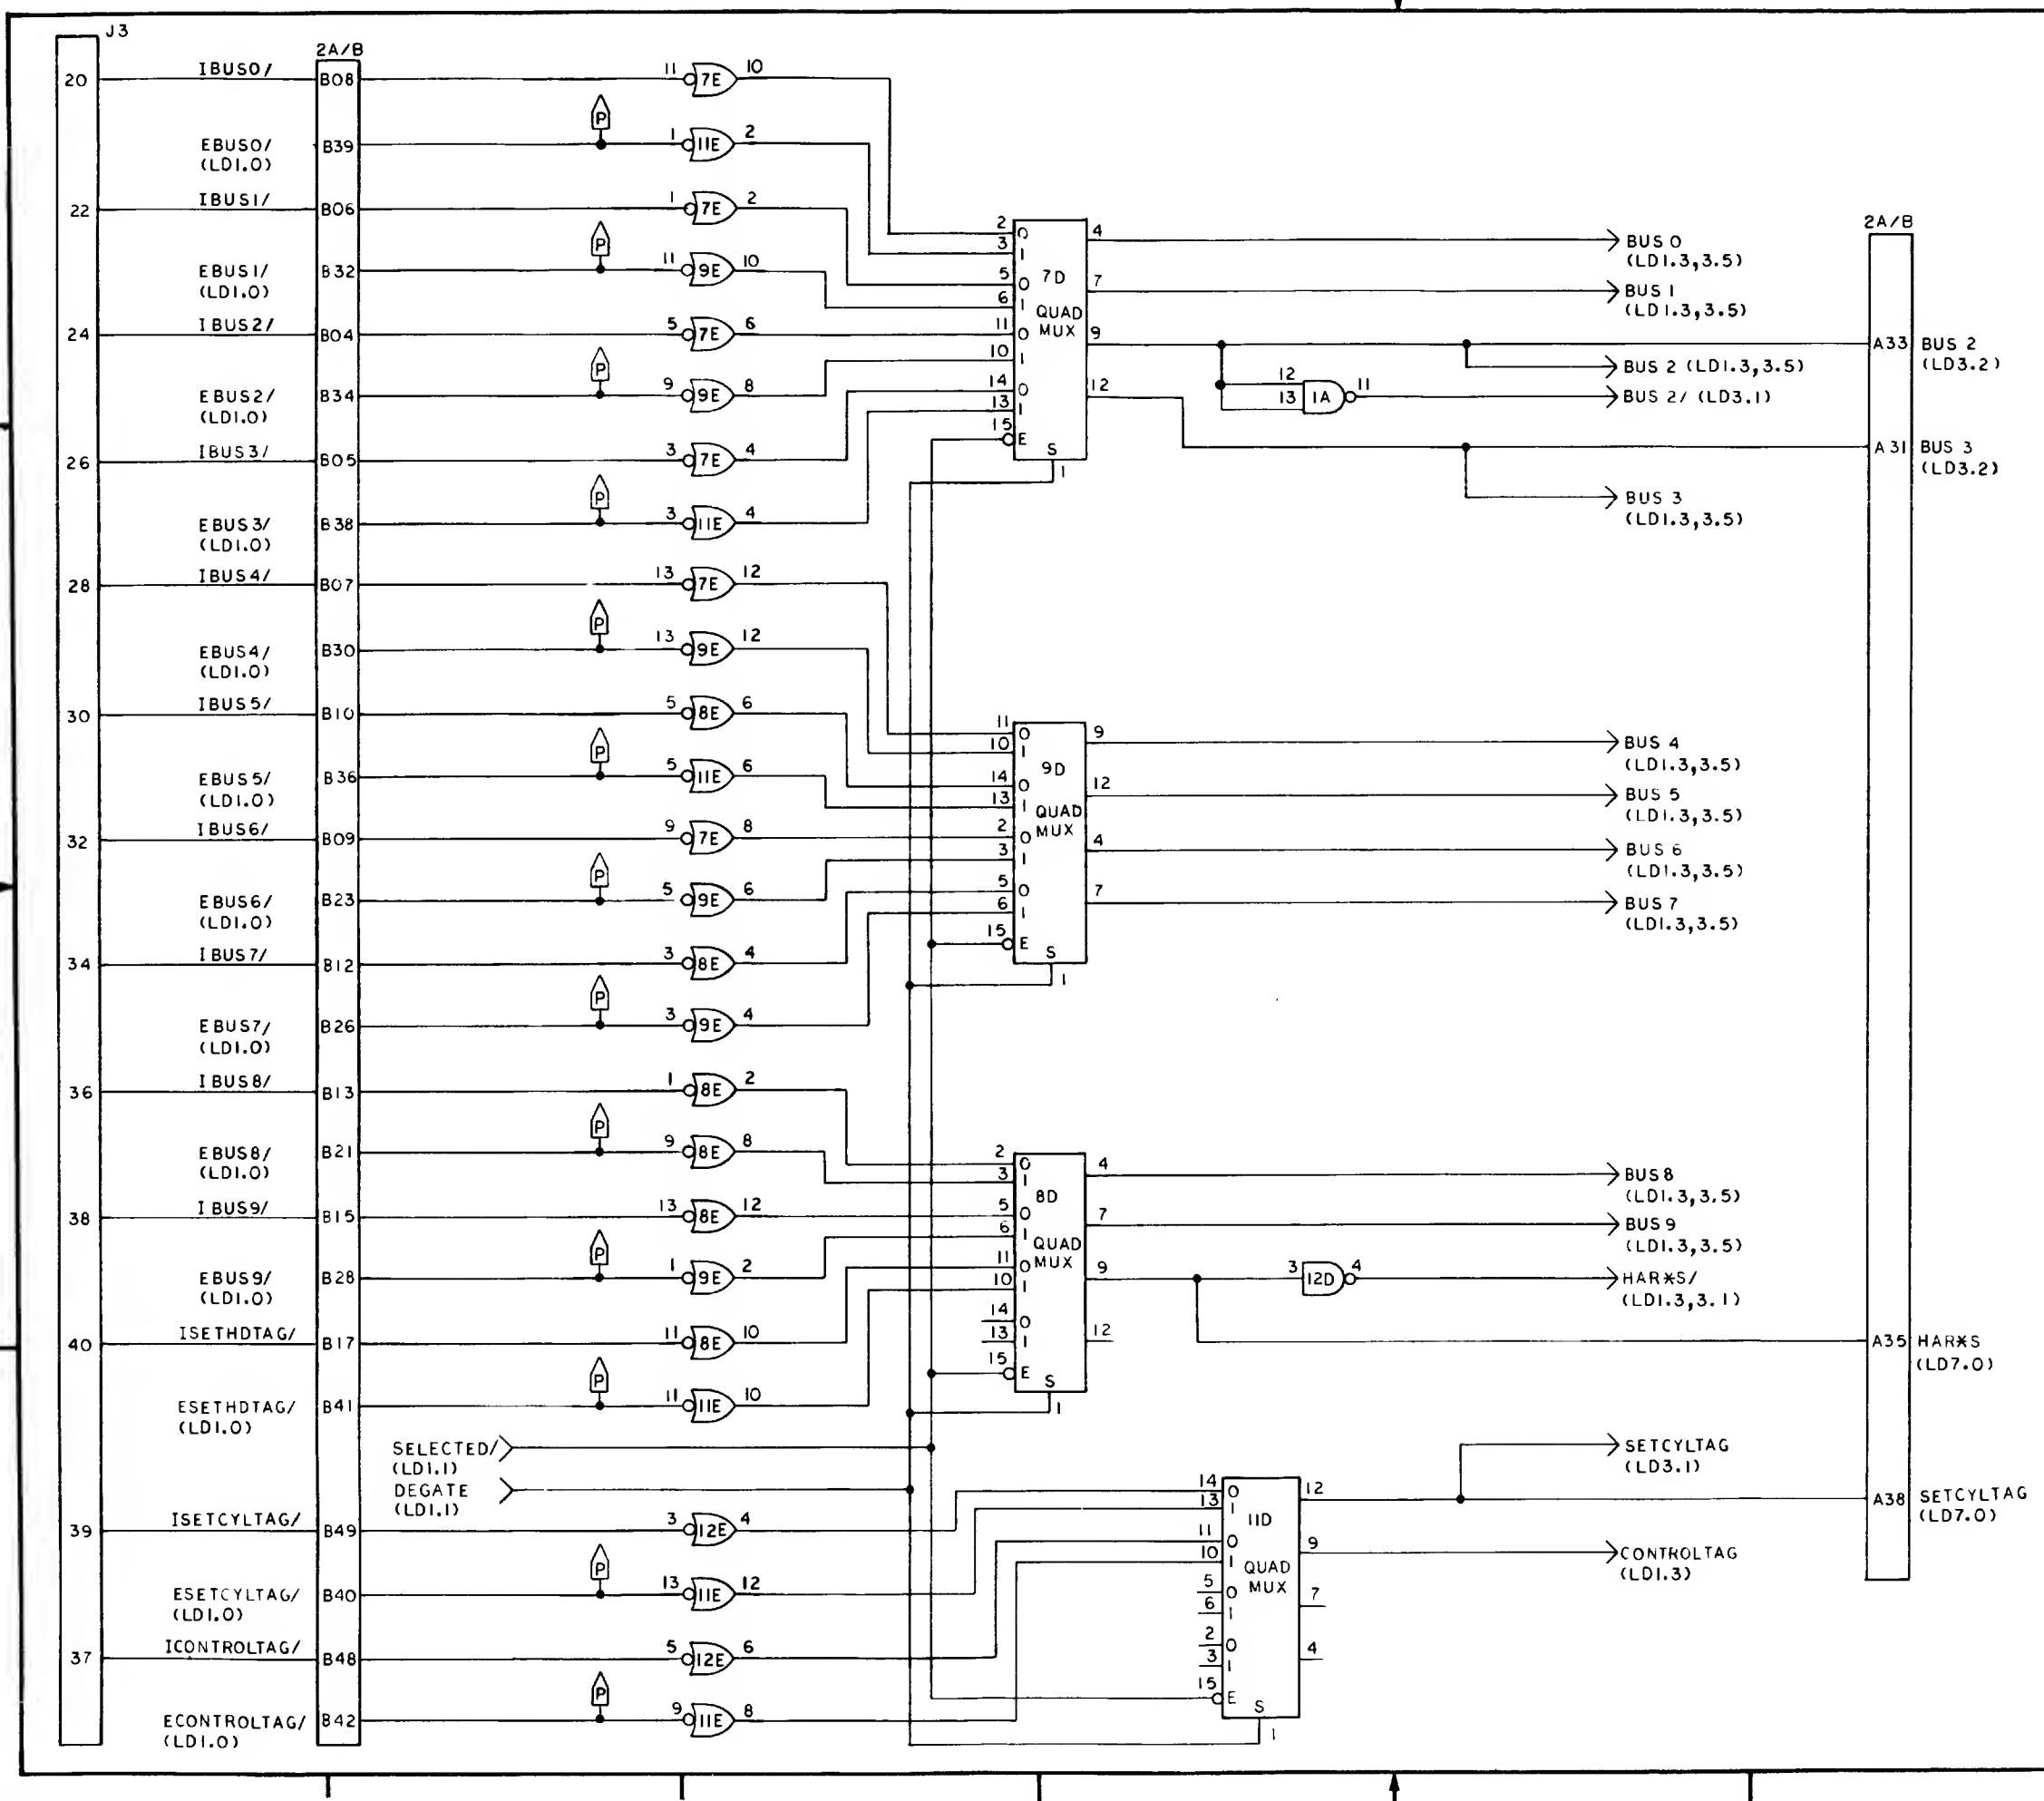 J3
2A/B
20 IBUS0/ B08 11 7E 10
P
EBUS0/ B39 1 11E 2
(LD1.0)
22 IBUS1/ B06 1 7E 2
P
EBUS1/ B32 11 9E 10
(LD1.0)
24 IBUS2/ B04 5 7E 6
P
EBUS2/ B34 9 9E 8
(LD1.0)
26 IBUS3/ B05 3 7E 4
P
EBUS3/ B38 3 11E 4
(LD1.0)
28 IBUS4/ B07 13 7E 12
P
EBUS4/ B30 13 9E 12
(LD1.0)
30 IBUS5/ B10 5 8E 6
P
EBUS5/ B36 5 11E 6
(LD1.0)
32 IBUS6/ B09 9 7E 8
P
EBUS6/ B23 5 9E 6
(LD1.0)
34 IBUS7/ B12 3 8E 4
P
EBUS7/ B26 3 9E 4
(LD1.0)
36 IBUS8/ B13 1 8E 2
P
EBUS8/ B21 9 8E 8
(LD1.0)
38 IBUS9/ B15 13 8E 12
P
EBUS9/ B28 1 9E 2
(LD1.0)
40 ISETHDTAG/ B17 11 8E 10
P
ESETHDTAG/ B41 11 11E 10
(LD1.0)
SELECTED/
(LD1.1)
DEGATE
(LD1.1)
39 ISETCYLTAG/ B49 3 12E 4
P
ESETCYLTAG/ B40 13 11E 12
(LD1.0)
37 ICONTROLTAG/ B48 5 12E 6
P
ECONTROLTAG/ B42 9 11E 8
(LD1.0)
2 0 4
3 1
5 0 7D 7
6 1
QUAD
11 0 MUX 9
10 1
14 0 12
13 1
15 E
S
1
BUS 0
(LD1.3,3.5)
BUS 1
(LD1.3,3.5)
BUS 2 (LD1.3,3.5)
12
13 1A 11
BUS 2/ (LD3.1)
BUS 3
(LD1.3,3.5)
11 0 9
10 1
9D
14 0 12
13 1 QUAD
2 0 MUX 4
3 1
5 0 7
6 1
15 E
S
1
BUS 4
(LD1.3,3.5)
BUS 5
(LD1.3,3.5)
BUS 6
(LD1.3,3.5)
BUS 7
(LD1.3,3.5)
2 0 4
3 1
8D
5 0 7
6 1 QUAD
11 0 MUX 9
10 1
14 0
13 1 12
15 E
S
1
BUS 8
(LD1.3,3.5)
BUS 9
(LD1.3,3.5)
3 12D 4
HAR*S/
(LD1.3,3.1)
14 0 12
13 1
11D
11 0 9
10 1 QUAD
MUX
5 0 7
6 1
2 0 4
3 1
15 E
S
1
SETCYLTAG
(LD3.1)
CONTROLTAG
(LD1.3)
2A/B
A33 BUS 2
(LD3.2)
A31 BUS 3
(LD3.2)
A35 HAR*S
(LD7.0)
A38 SETCYLTAG
(LD7.0)